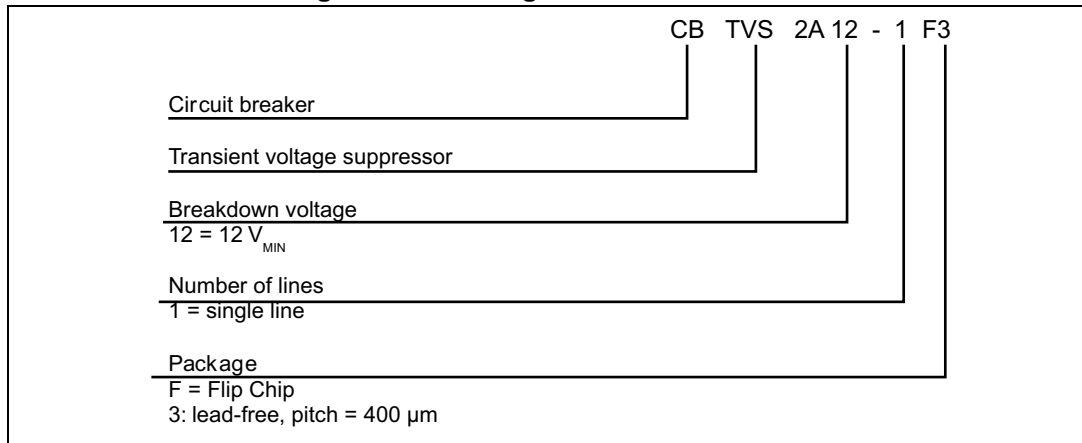 CB TVS 2A 12 - 1 F3
Circuit breaker
Transient voltage suppressor
Breakdown voltage
12 = 12 VMIN
Number of lines
1 = single line
Package
F = Flip Chip
3: lead-free, pitch = 400 µm